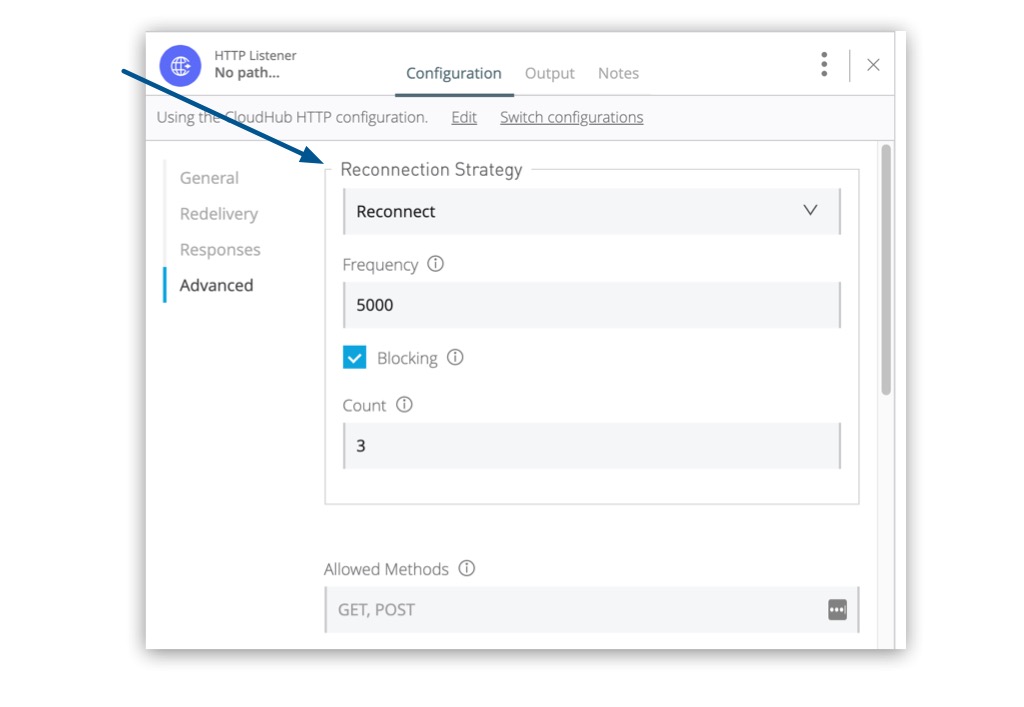 HTTP Listener
No path...
Configuration Output Notes
Using the CloudHub HTTP configuration. Edit Switch configurations
General
Redelivery
Responses
Advanced
Reconnection Strategy
Reconnect
Frequency
5000
Blocking
Count
3
Allowed Methods
GET, POST